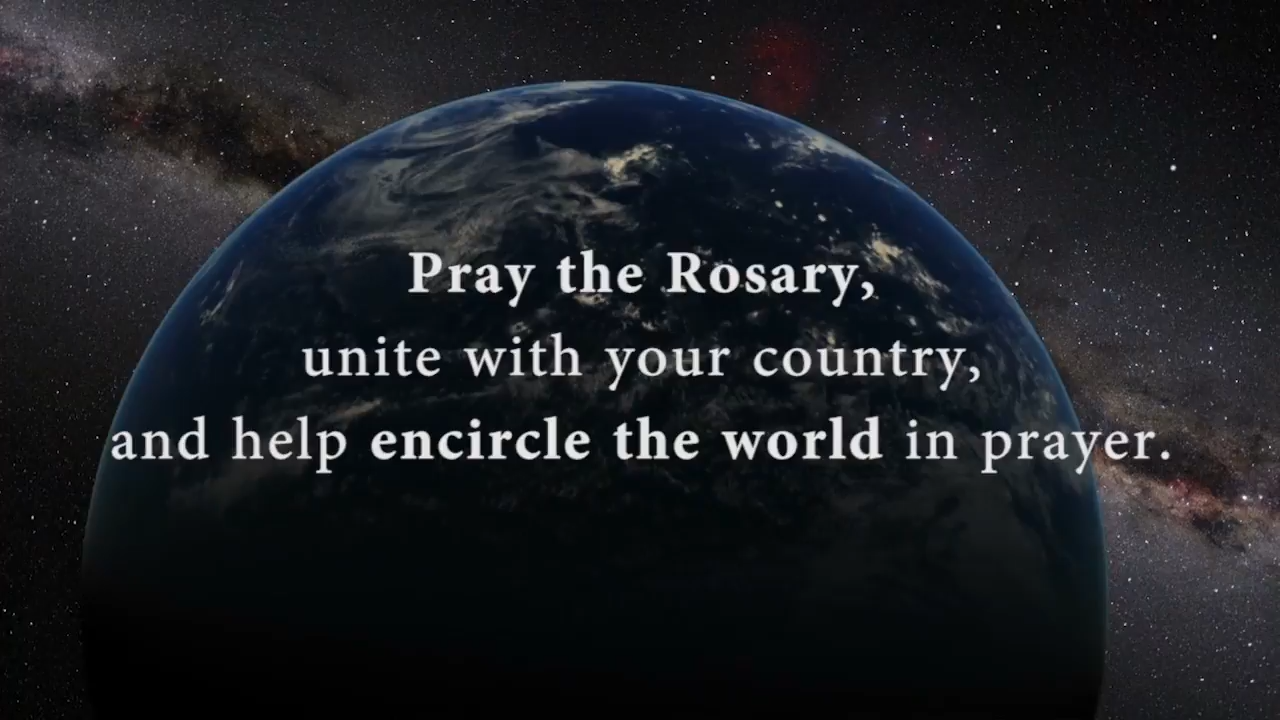 Pray the Rosary,
unite with your country,
and help encircle the world in prayer.